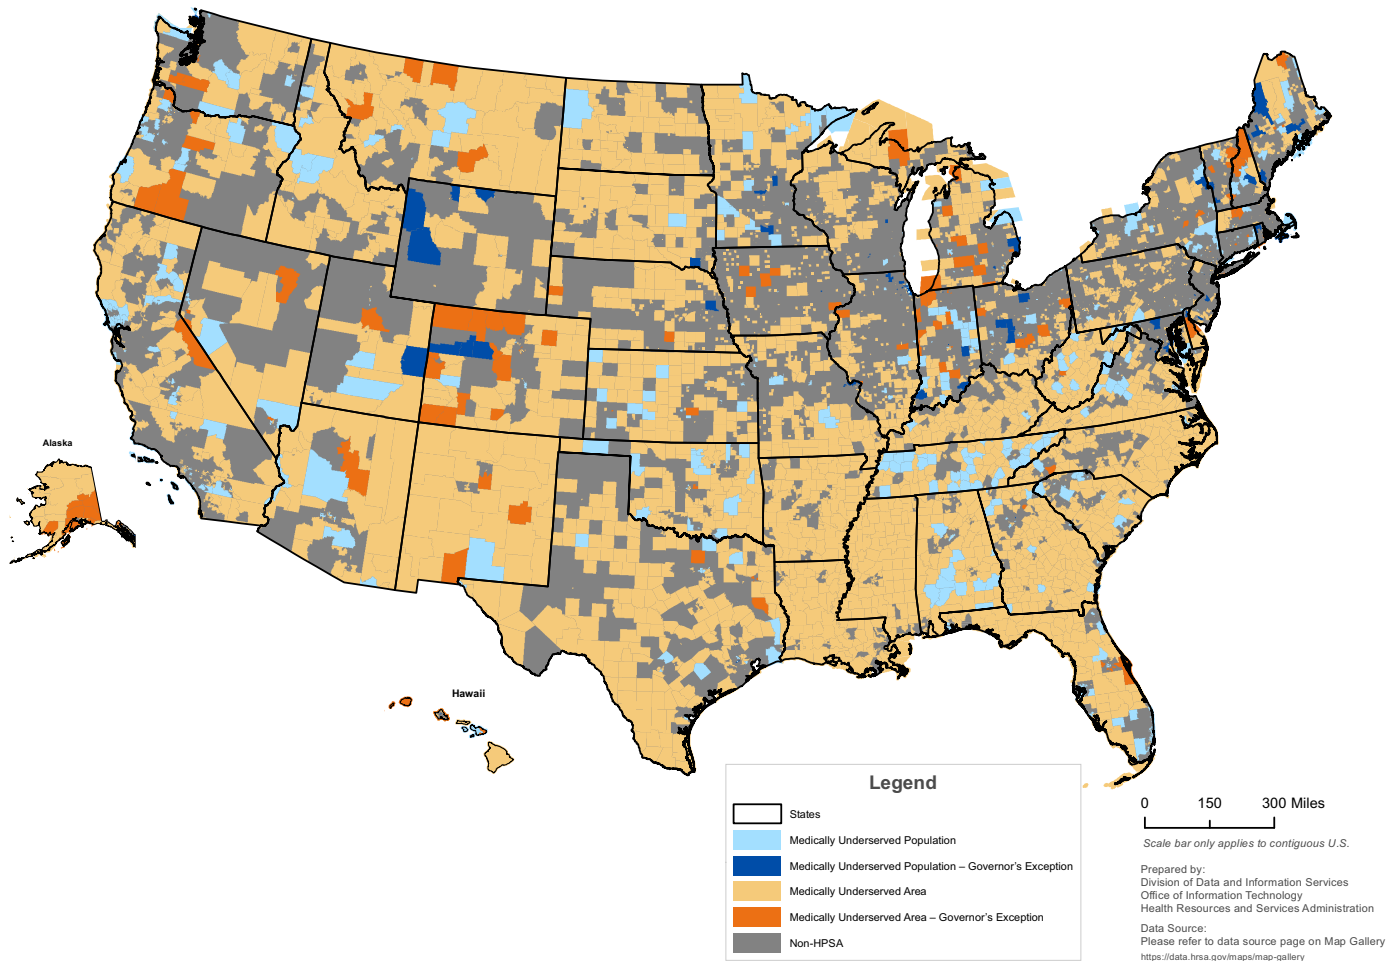 Alaska
Hawaii
Legend
States
Medically Underserved Population
Medically Underserved Population – Governor's Exception
Medically Underserved Area
Medically Underserved Area – Governor's Exception
Non-HPSA
0 150 300 Miles
Scale bar only applies to contiguous U.S.
Prepared by:
Division of Data and Information Services
Office of Information Technology
Health Resources and Services Administration
Data Source:
Please refer to data source page on Map Gallery
https://data.hrsa.gov/maps/map-gallery